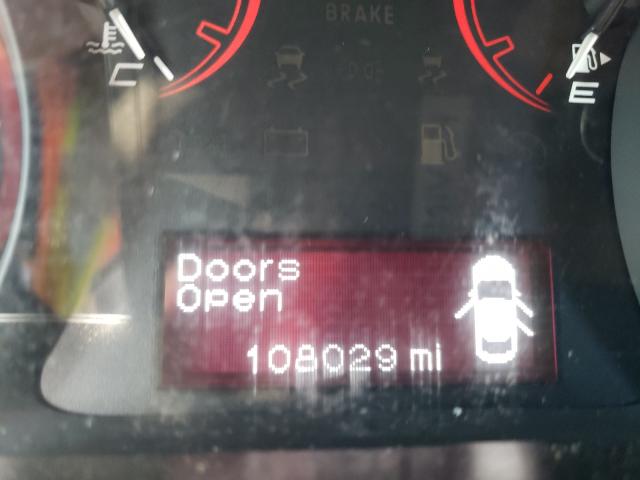 BRAKE
C
E
Doors
Open
108029 mi